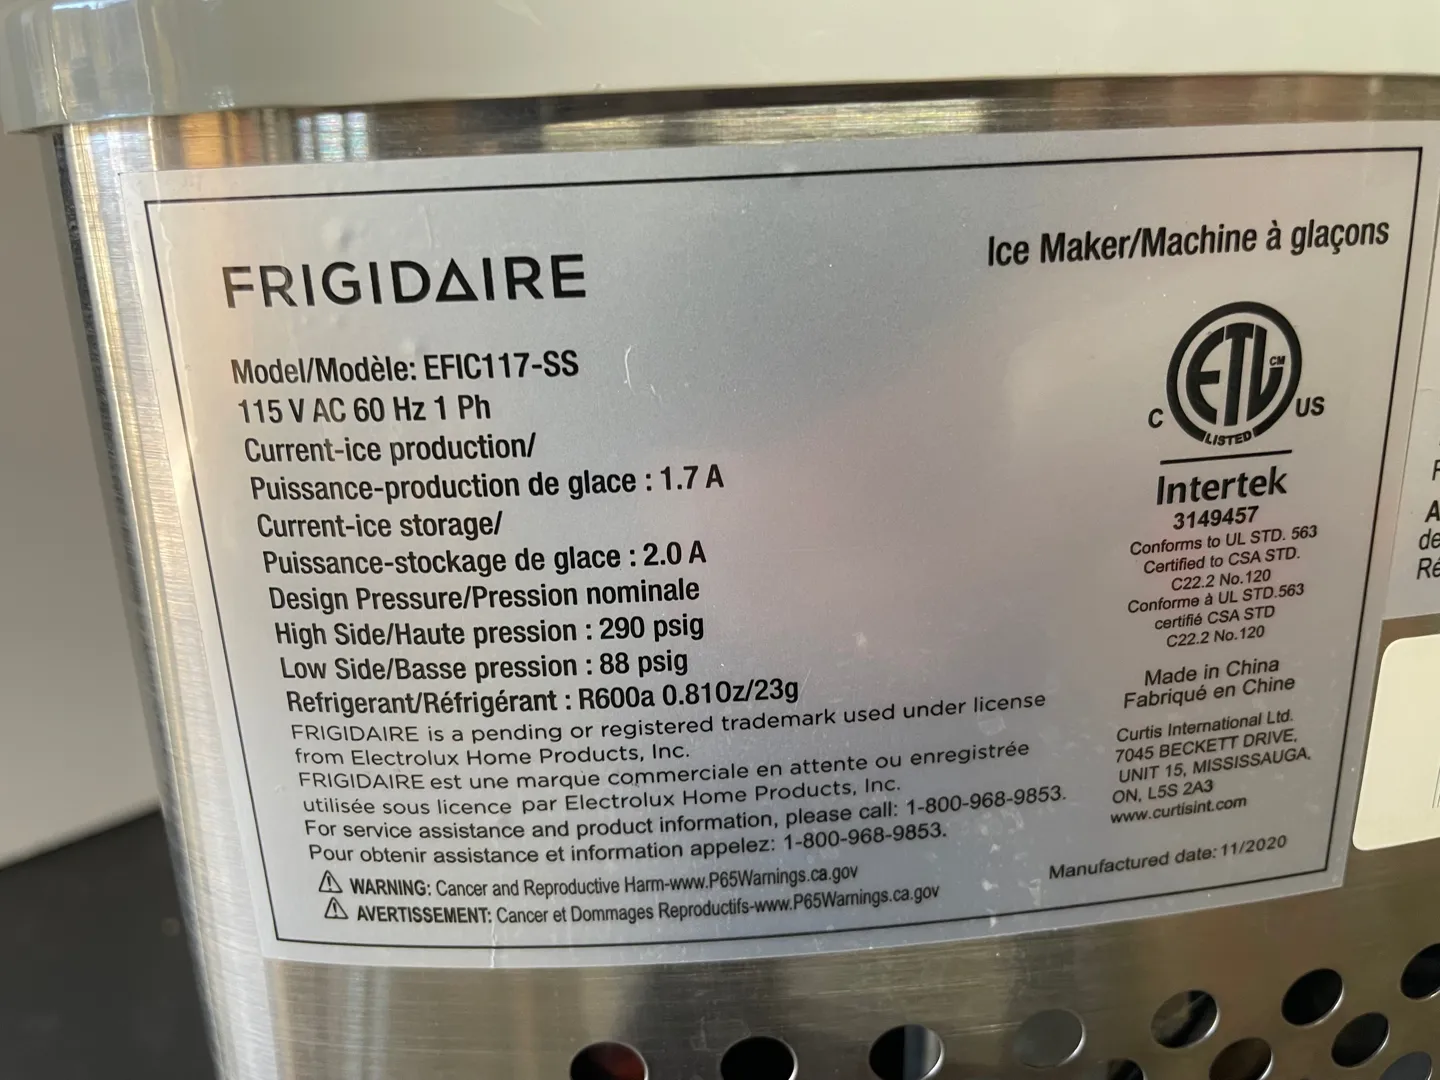 FRIGIDAIRE
Ice Maker/Machine à glaçons
Model/Modèle: EFIC117-SS
115 V AC 60 Hz 1 Ph
Current-ice production/
Puissance-production de glace : 1.7 A
Current-ice storage/
Puissance-stockage de glace : 2.0 A
Design Pressure/Pression nominale
High Side/Haute pression : 290 psig
Low Side/Basse pression : 88 psig
Refrigerant/Réfrigérant : R600a 0.81Oz/23g
FRIGIDAIRE is a pending or registered trademark used under license
from Electrolux Home Products, Inc.
FRIGIDAIRE est une marque commerciale en attente ou enregistrée
utilisée sous licence par Electrolux Home Products, Inc.
For service assistance and product information, please call: 1-800-968-9853.
Pour obtenir assistance et information appelez: 1-800-968-9853.
WARNING: Cancer and Reproductive Harm-www.P65Warnings.ca.gov
AVERTISSEMENT: Cancer et Dommages Reproductifs-www.P65Warnings.ca.gov
ETL CM
C US
LISTED
Intertek
3149457
Conforms to UL STD. 563
Certified to CSA STD.
C22.2 No.120
Conforme à UL STD.563
certifié CSA STD
C22.2 No.120
Made in China
Fabriqué en Chine
Curtis International Ltd.
7045 BECKETT DRIVE,
UNIT 15, MISSISSAUGA,
ON, L5S 2A3
www.curtisint.com
Manufactured date: 11/2020